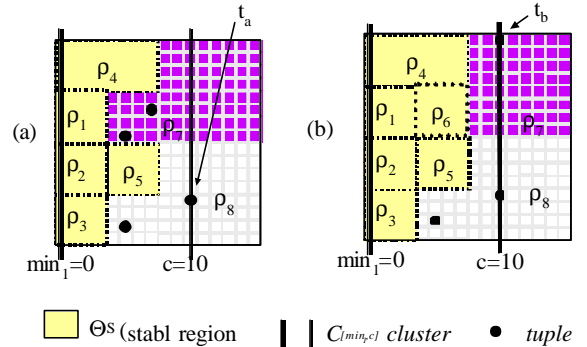 t_a
t_b
ρ_4
ρ_4
(a)
ρ_1
ρ_7
(b)
ρ_1
ρ_6
ρ_7
ρ_2
ρ_5
ρ_2
ρ_5
ρ_3
ρ_8
ρ_3
ρ_8
min_1=0
c=10
min_1=0
c=10
Θ^s (stabl region
C_[min_1,c] cluster
tuple